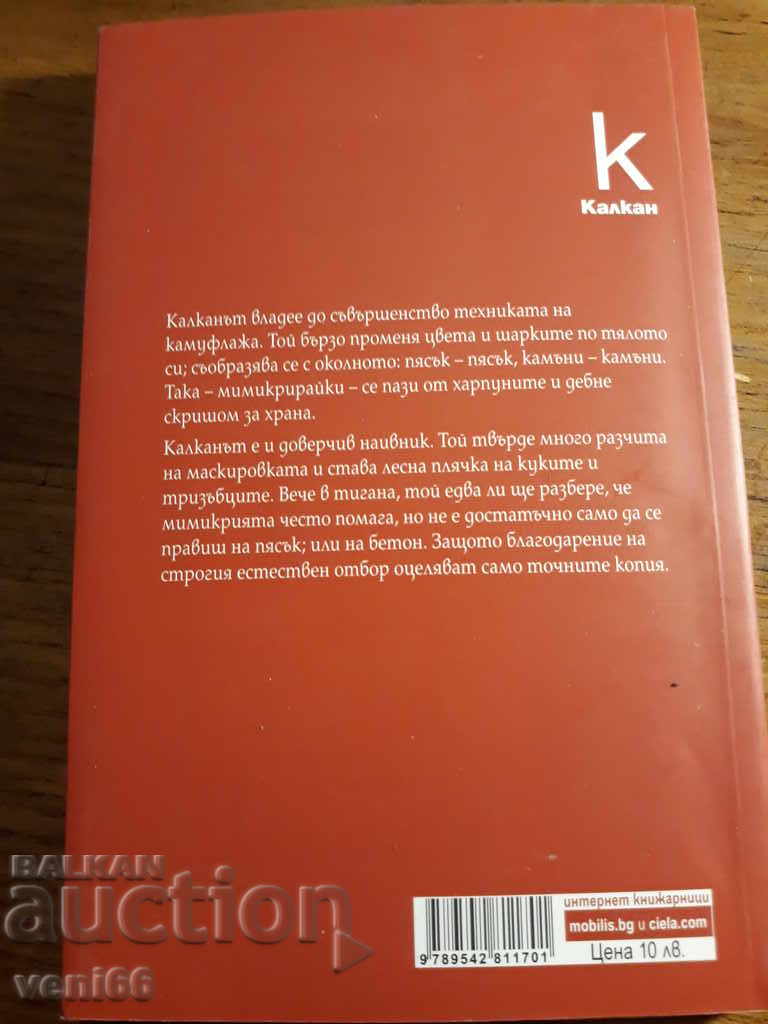 k
Калкан
Калканът владее до съвършенство техниката на
камуфлажа. Той бързо променя цвета и шарките по тялото
си; съобразява се с околното: пясък – пясък, камъни – камъни.
Така – мимикрирайки – се пази от харпуните и дебне
скришом за храна.
Калканът е и доверчив наивник. Той твърде много разчита
на маскировката и става лесна плячка на куките и
тризъбците. Вече в тигана, той едва ли ще разбере, че
мимикрията често помага, но не е достатъчно само да се
правиш на пясък; или на бетон. Защото благодарение на
строгия естествен отбор оцеляват само точните копия.
интернет книжарници
mobilis.bg и ciela.com
Цена 10 лв.
9 789542 811701
BALKAN
auction
veni66